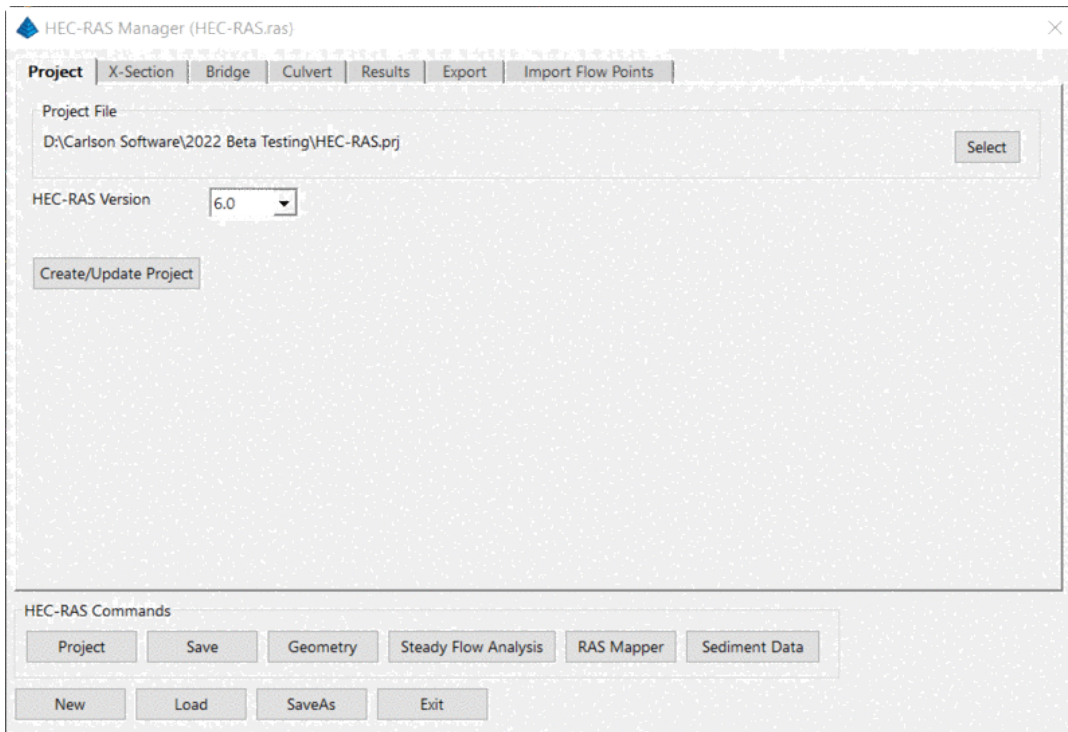 HEC-RAS Manager (HEC-RAS.ras)
Project X-Section Bridge Culvert Results Export Import Flow Points
Project File
D:\Carlson Software\2022 Beta Testing\HEC-RAS.prj
Select
HEC-RAS Version 6.0
Create/Update Project
HEC-RAS Commands
Project Save Geometry Steady Flow Analysis RAS Mapper Sediment Data
New Load SaveAs Exit